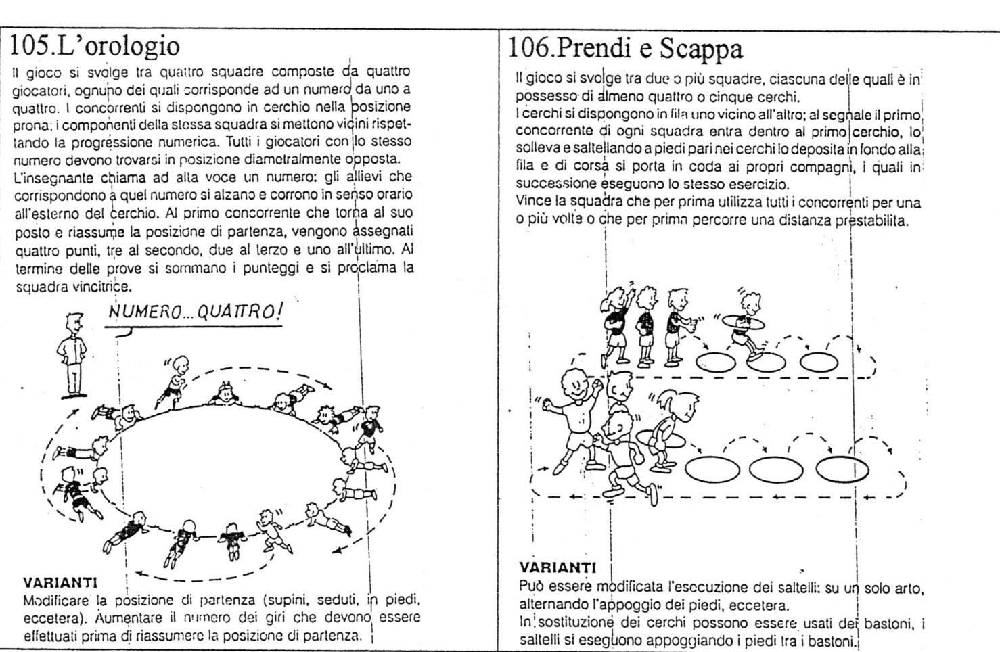 105.L'orologio
Il gioco si svolge tra quattro squadre composte da quattro
giocatori, ognuno dei quali corrisponde ad un numero da uno a
quattro. I concorrenti si dispongono in cerchio nella posizione
prona; i componenti della stessa squadra si mettono vicini rispet-
tando la progressione numerica. Tutti i giocatori con lo stesso
numero devono trovarsi in posizione diametralmente opposta.
L'insegnante chiama ad alta voce un numero: gli allievi che
corrispondono a quel numero si alzano e corrono in senso orario
all'esterno del cerchio. Al primo concorrente che torna al suo
posto e riassume la posizione di partenza, vengono assegnati
quattro punti, tre al secondo, due al terzo e uno all'ultimo. Al
termine delle prove si sommano i punteggi e si proclama la
squadra vincitrice.
NUMERO... QUATTRO!
VARIANTI
Modificare la posizione di partenza (supini, seduti, in piedi,
eccetera). Aumentare il numero dei giri che devono essere
effettuati prima di riassumere la posizione di partenza.
106.Prendi e Scappa
Il gioco si svolge tra due o più squadre, ciascuna delle quali è in
possesso di almeno quattro o cinque cerchi.
I cerchi si dispongono in fila uno vicino all'altro; al segnale il primo
concorrente di ogni squadra entra dentro al primo cerchio, lo
solleva e saltellando a piedi pari nei cerchi lo deposita in fondo alla
fila e di corsa si porta in coda ai propri compagni, i quali in
successione eseguono lo stesso esercizio.
Vince la squadra che per prima utilizza tutti i concorrenti per una
o più volte o che per prima percorre una distanza prestabilita.
VARIANTI
Può essere modificata l'esecuzione dei saltelli: su un solo arto,
alternando l'appoggio dei piedi, eccetera.
In sostituzione dei cerchi possono essere usati dei bastoni, i
saltelli si eseguono appoggiando i piedi tra i bastoni.